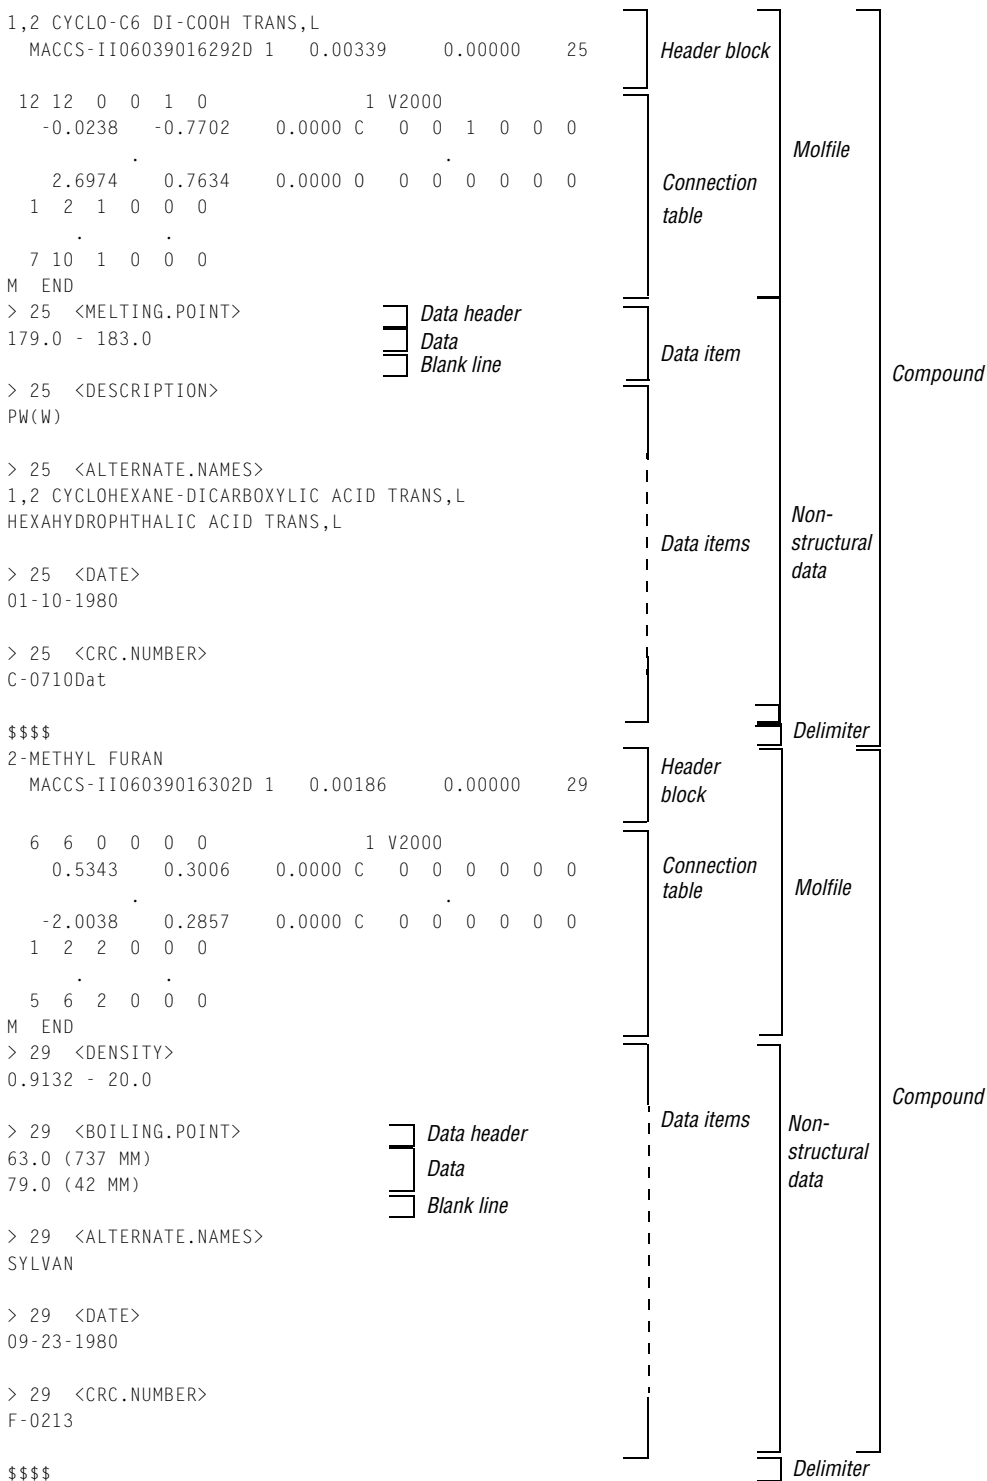 1,2 CYCLO-C6 DI-COOH TRANS,L
MACCS-II06039016292D 1 0.00339 0.00000 25 Header block
12 12 0 0 1 0 1 V2000
-0.0238 -0.7702 0.0000 C 0 0 1 0 0 0
. . Molfile
2.6974 0.7634 0.0000 O 0 0 0 0 0 0 Connection
1 2 1 0 0 0 table
. .
7 10 1 0 0 0
M END
> 25 <MELTING.POINT> Data header
179.0 - 183.0 Data
Blank line Data item
Compound
> 25 <DESCRIPTION>
PW(W)
> 25 <ALTERNATE.NAMES>
1,2 CYCLOHEXANE-DICARBOXYLIC ACID TRANS,L
HEXAHYDROPHTHALIC ACID TRANS,L Non-
Data items structural
> 25 <DATE> data
01-10-1980
> 25 <CRC.NUMBER>
C-0710Dat
$$$$ Delimiter
2-METHYL FURAN Header
MACCS-II06039016302D 1 0.00186 0.00000 29 block
6 6 0 0 0 0 1 V2000
0.5343 0.3006 0.0000 C 0 0 0 0 0 0 Connection
. . table Molfile
-2.0038 0.2857 0.0000 C 0 0 0 0 0 0
1 2 2 0 0 0
. .
5 6 2 0 0 0
M END
> 29 <DENSITY>
0.9132 - 20.0
Compound
> 29 <BOILING.POINT> Data header Data items Non-
63.0 (737 MM) Data structural
79.0 (42 MM) data
Blank line
> 29 <ALTERNATE.NAMES>
SYLVAN
> 29 <DATE>
09-23-1980
> 29 <CRC.NUMBER>
F-0213
$$$$ Delimiter